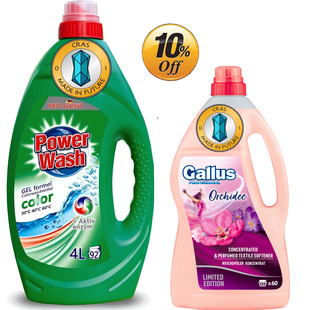 10%
Off
CRAS
MADE IN FUTURE
Power
Wash
GEL formel
color
30°C 40°C 60°C
+ Aktiv
enzym
4L
92
CRAS
MADE IN FUTURE
Gallus
Orchidee
CONCENTRATED
& PERFUMED TEXTILE SOFTENER
WEICHSPÜLER KONZENTRAT
LIMITED
EDITION
x60